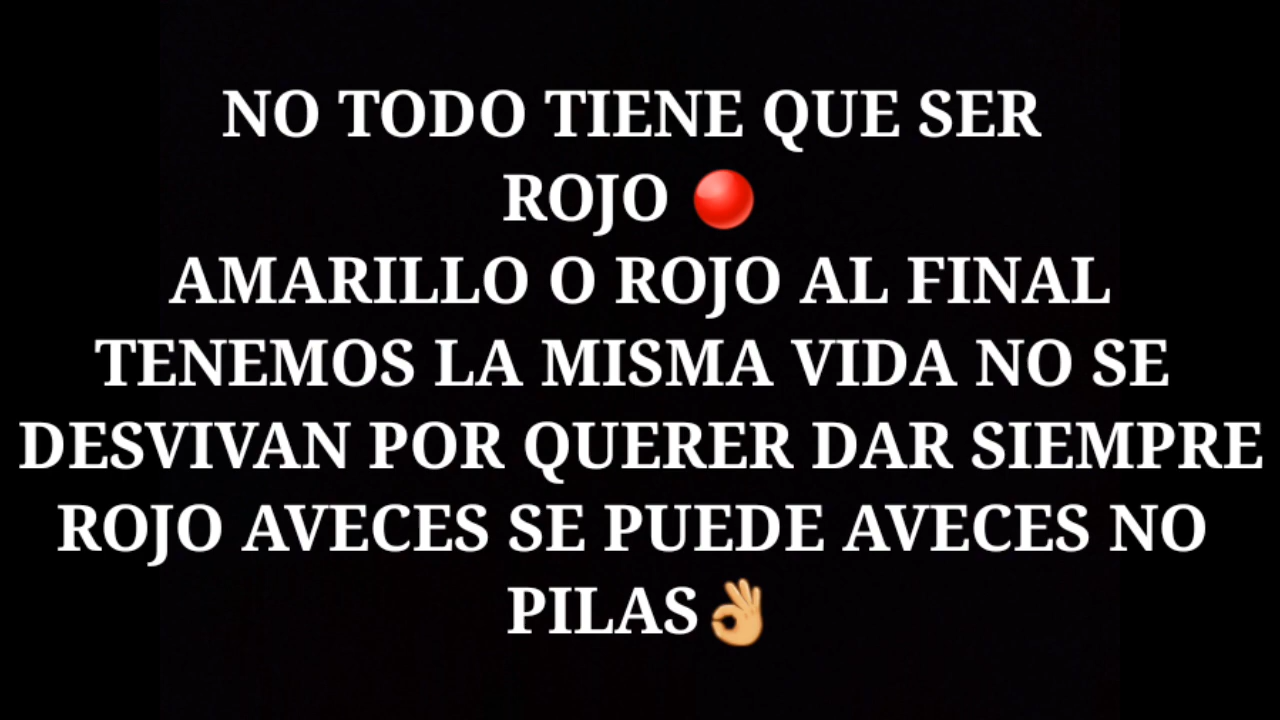 NO TODO TIENE QUE SER
ROJO 🔴
AMARILLO O ROJO AL FINAL
TENEMOS LA MISMA VIDA NO SE
DESVIVAN POR QUERER DAR SIEMPRE
ROJO AVECES SE PUEDE AVECES NO
PILAS👌🏼